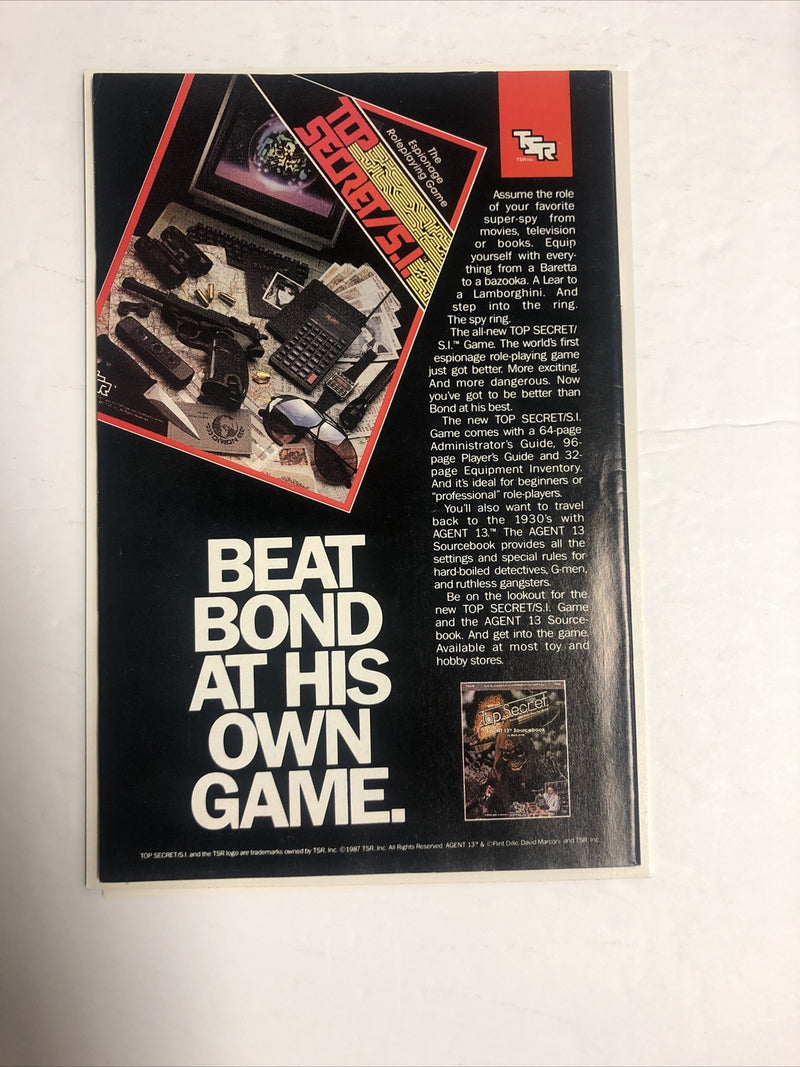 TOP
SECRET/S.I.
The
Espionage
Roleplaying Game
TSR
TSR Inc.
Assume the role
of your favorite
super-spy from
movies, television
or books. Equip
yourself with every-
thing from a Baretta
to a bazooka. A Lear to
a Lamborghini. And
step into the ring.
The spy ring.
The all-new TOP SECRET/
S.I.™ Game. The world's first
espionage role-playing game
just got better. More exciting.
And more dangerous. Now
you've got to be better than
Bond at his best.
The new TOP SECRET/S.I.
Game comes with a 64-page
Administrator's Guide, 96-
page Player's Guide and 32-
page Equipment Inventory.
And it's ideal for beginners or
"professional" role-players.
You'll also want to travel
back to the 1930's with
AGENT 13.™ The AGENT 13
Sourcebook provides all the
settings and special rules for
hard-boiled detectives, G-men,
and ruthless gangsters.
Be on the lookout for the
new TOP SECRET/S.I. Game
and the AGENT 13 Source-
book. And get into the game.
Available at most toy and
hobby stores.
ORION
BEAT
BOND
AT HIS
OWN
GAME.
Top Secret
AGENT 13™ Sourcebook
TOP SECRET/S.I. and the TSR logo are trademarks owned by TSR, Inc. ©1987 TSR, Inc. All Rights Reserved. AGENT 13™ & ©Flint Dille, David Marconi, and TSR, Inc.